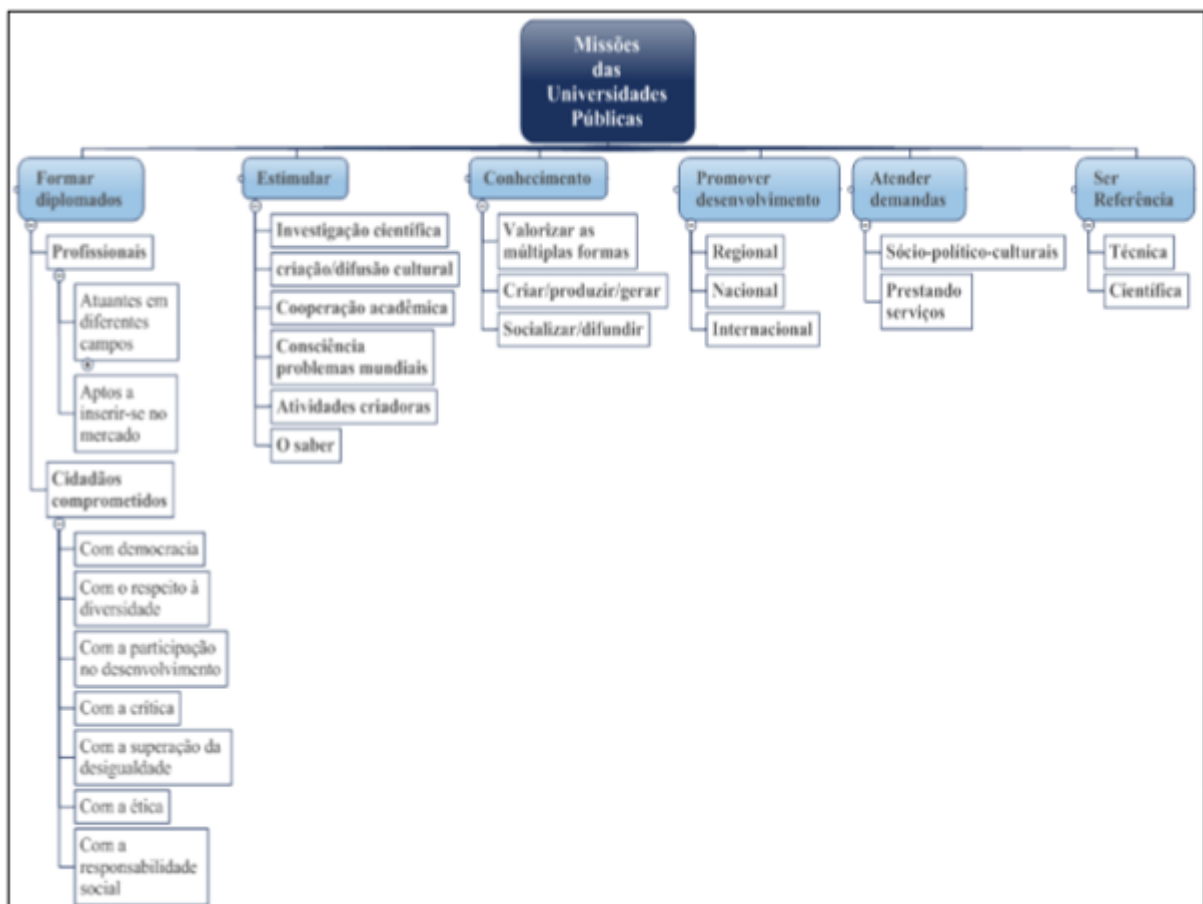 Missões
das
Universidades
Públicas
Formar
diplomados
Profissionais
Atuantes em
diferentes
campos
Aptos a
inserir-se no
mercado
Cidadãos
comprometidos
Com democracia
Com o respeito à
diversidade
Com a participação
no desenvolvimento
Com a crítica
Com a superação da
desigualdade
Com a ética
Com a
responsabilidade
social
Estimular
Investigação científica
criação/difusão cultural
Cooperação acadêmica
Consciência
problemas mundiais
Atividades criadoras
O saber
Conhecimento
Valorizar as
múltiplas formas
Criar/produzir/gerar
Socializar/difundir
Promover
desenvolvimento
Regional
Nacional
Internacional
Atender
demandas
Sócio-político-culturais
Prestando
serviços
Ser
Referência
Técnica
Científica